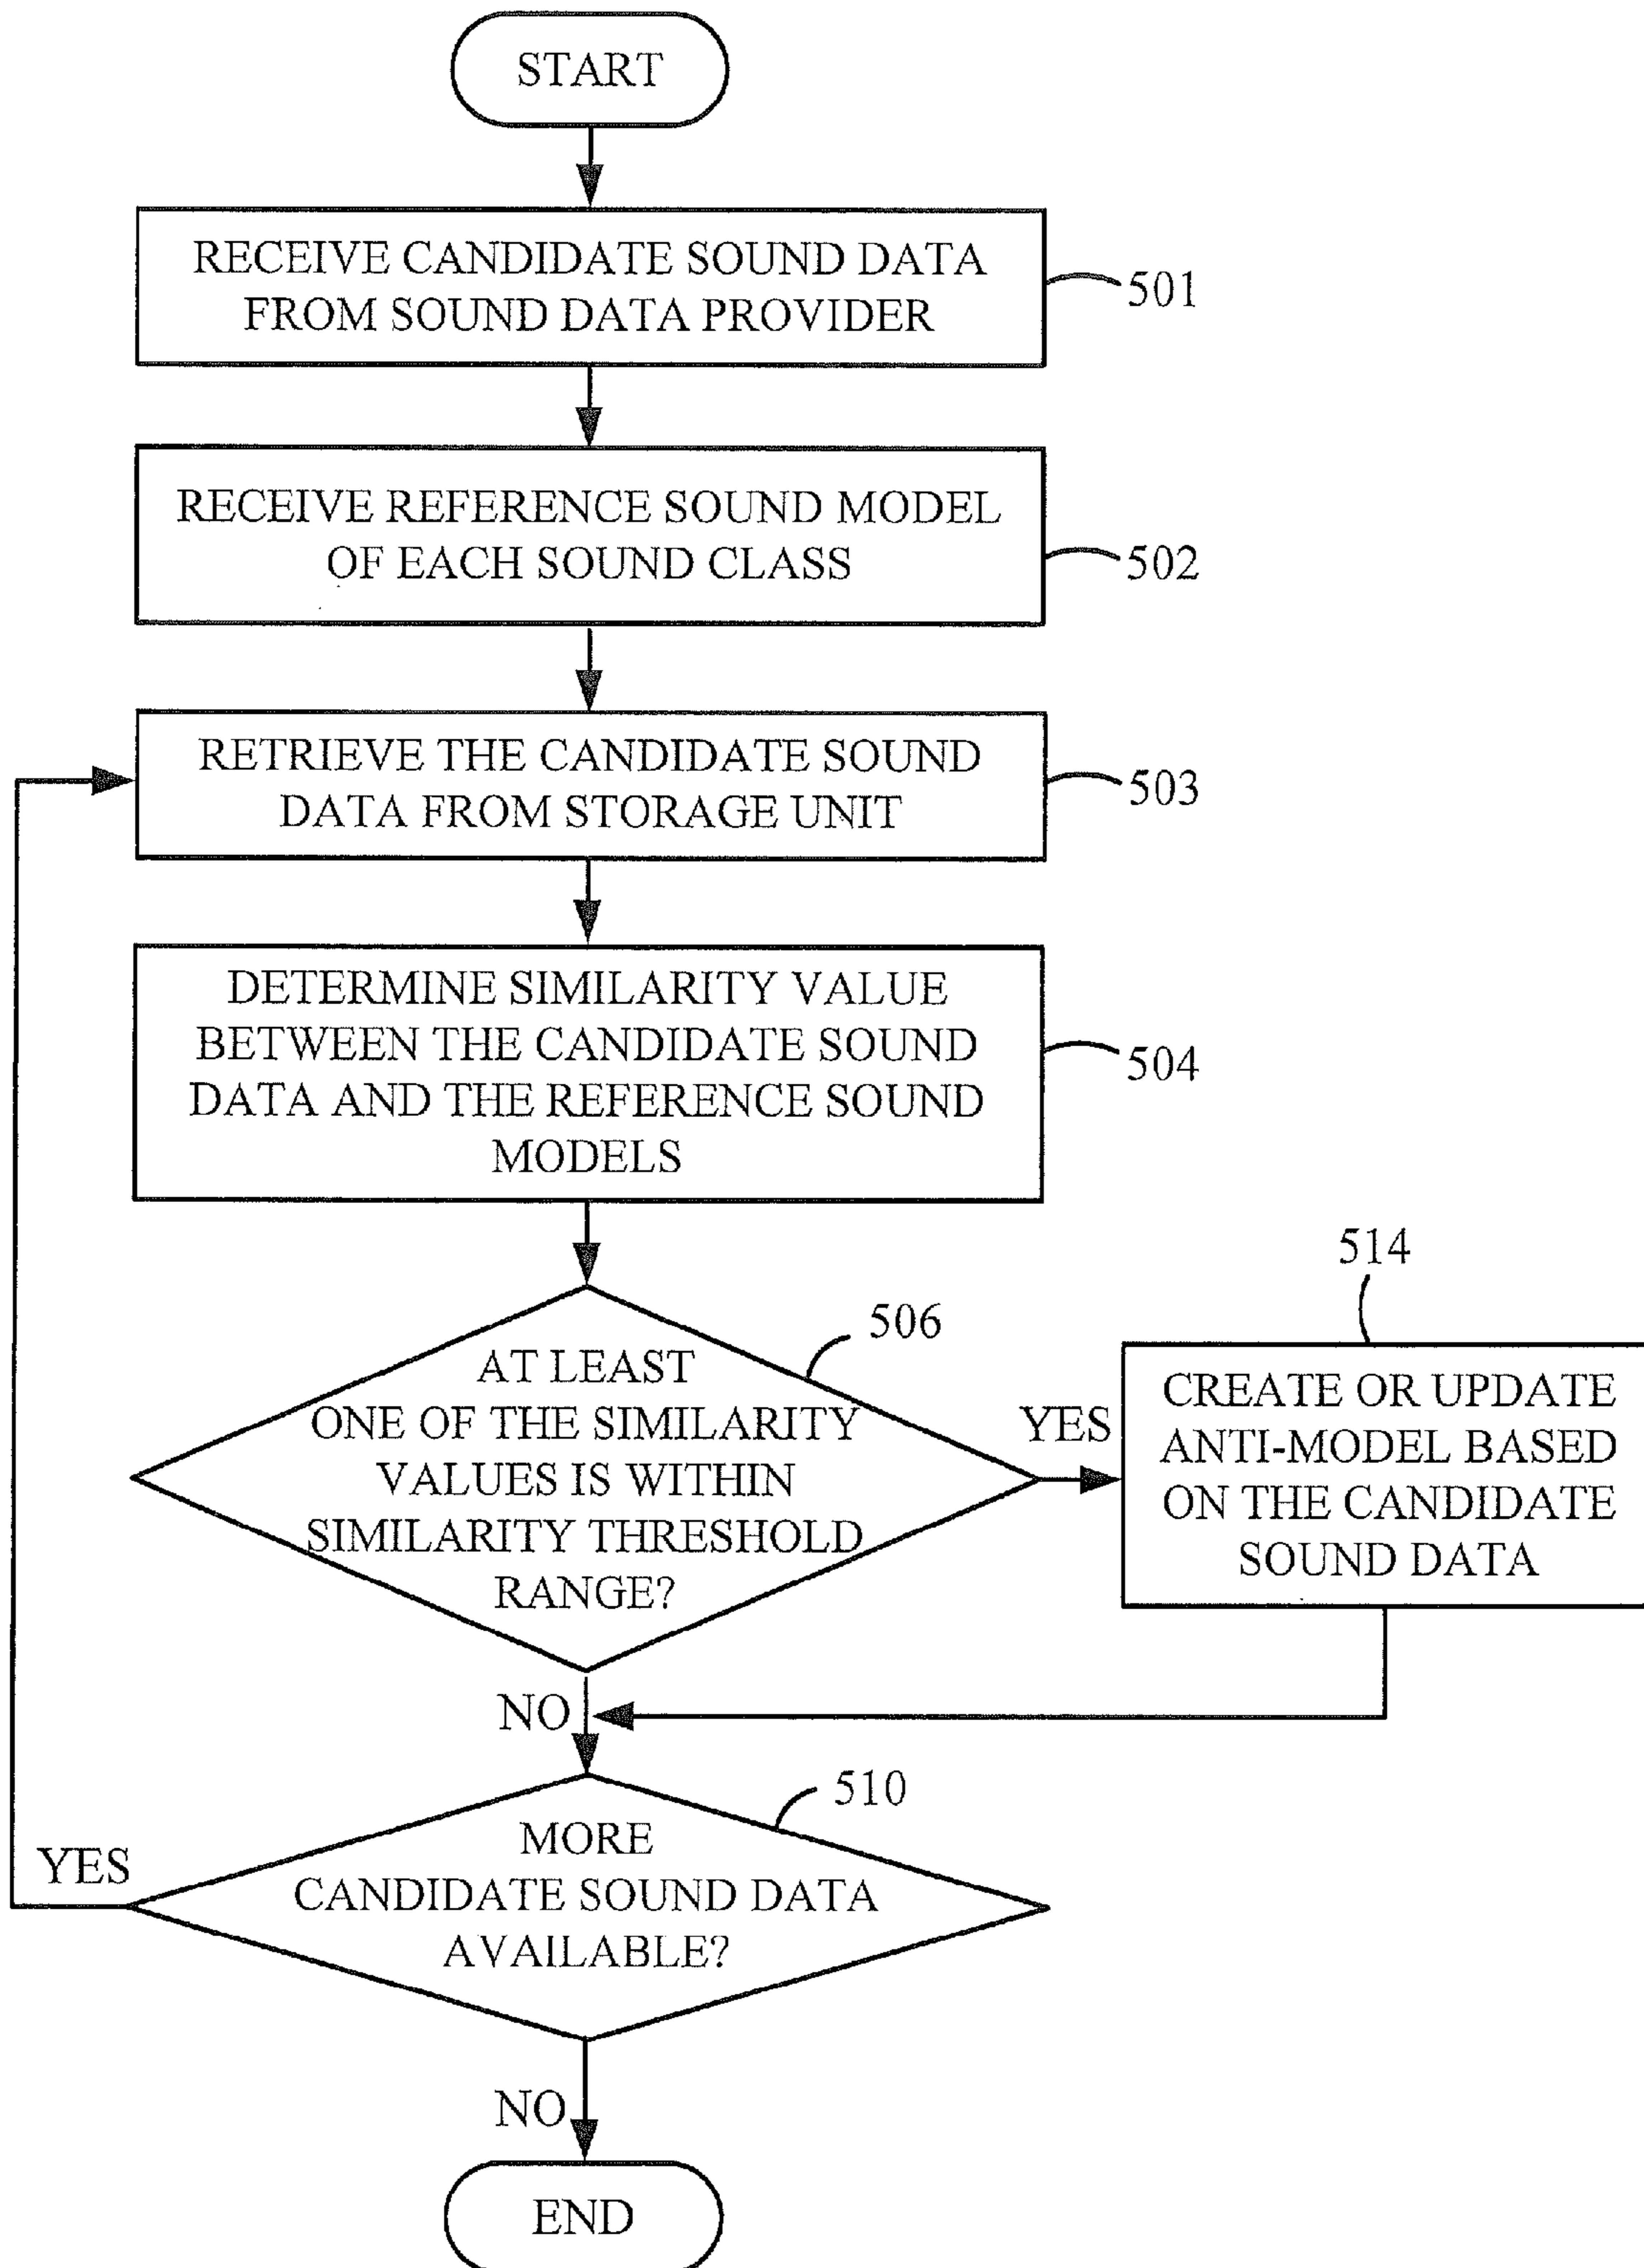 START
RECEIVE CANDIDATE SOUND DATA
FROM SOUND DATA PROVIDER
501
RECEIVE REFERENCE SOUND MODEL
OF EACH SOUND CLASS
502
RETRIEVE THE CANDIDATE SOUND
DATA FROM STORAGE UNIT
503
DETERMINE SIMILARITY VALUE
BETWEEN THE CANDIDATE SOUND
DATA AND THE REFERENCE SOUND
MODELS
504
AT LEAST
ONE OF THE SIMILARITY
VALUES IS WITHIN
SIMILARITY THRESHOLD
RANGE?
506
YES
514
CREATE OR UPDATE
ANTI-MODEL BASED
ON THE CANDIDATE
SOUND DATA
NO
510
MORE
CANDIDATE SOUND DATA
AVAILABLE?
YES
NO
END